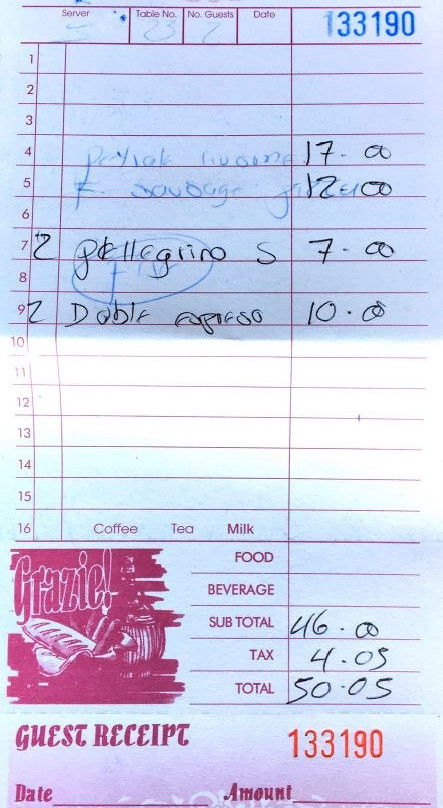 Server Table No. No. Guests Date 133190
23 2
1
2
3
4 17.00
5 sausage 12.00
6
7 2 pellegrino S 7.00
8
9 2 Doble espreso 10.00
10
11
12
13
14
15
16 Coffee Tea Milk
Grazie!
FOOD
BEVERAGE
SUB TOTAL 46.00
TAX 4.05
TOTAL 50.05
GUEST RECEIPT 133190
Date Amount